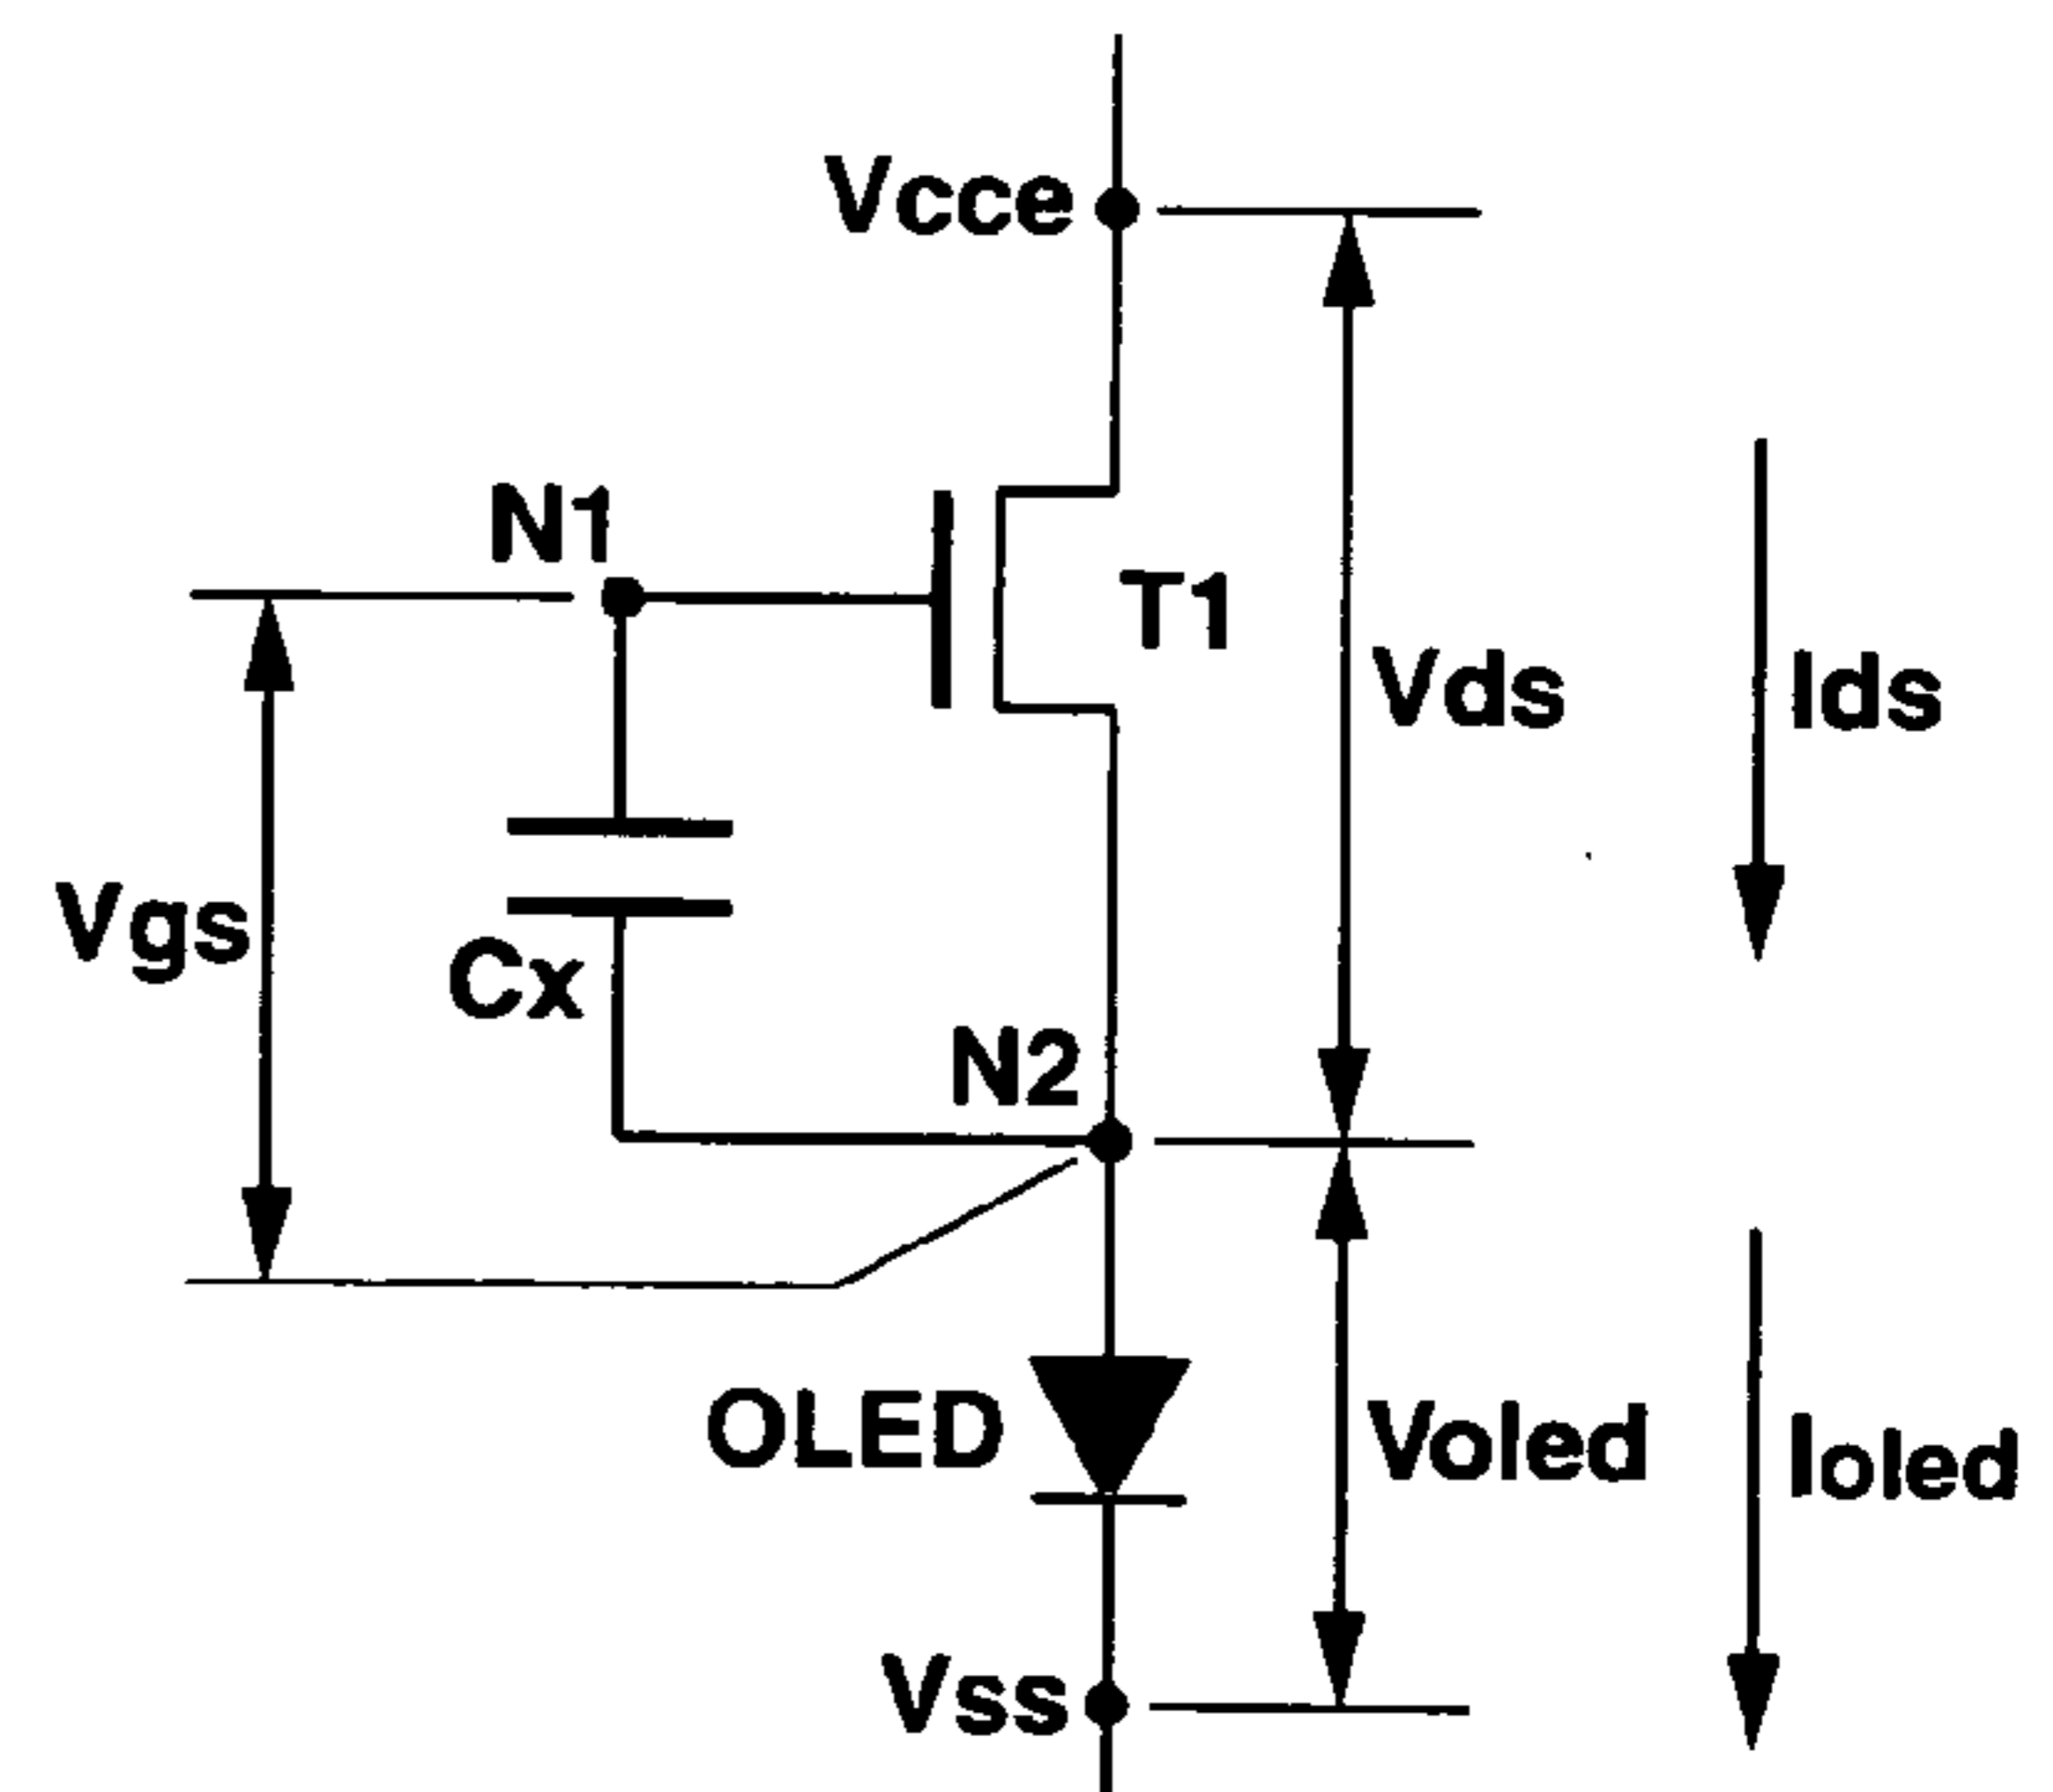 Vcce
N1
T1
Vds
Ids
Vgs
Cx
N2
OLED
Voled
Ioled
Vss